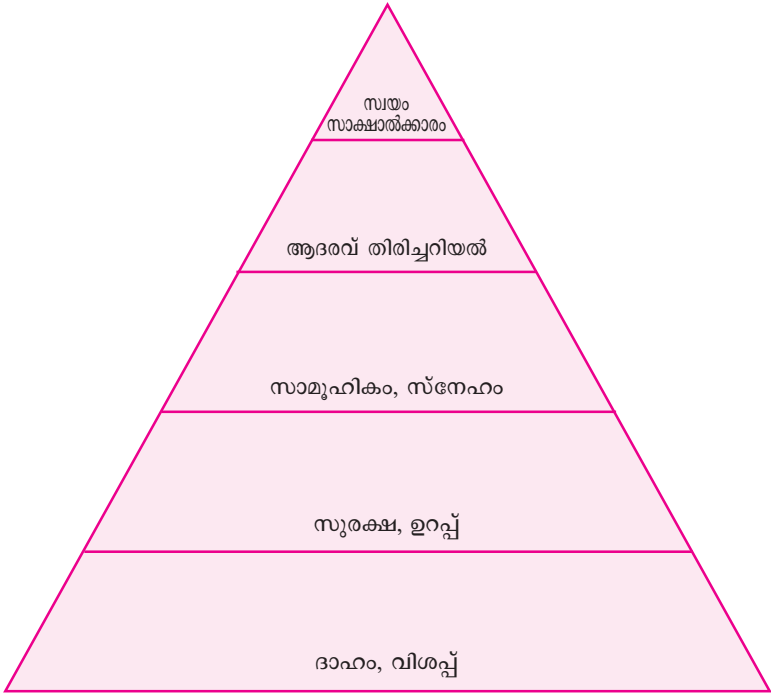 സ്വയം
സാക്ഷാൽക്കാരം
ആദരവ് തിരിച്ചറിയൽ
സാമൂഹികം, സ്നേഹം
സുരക്ഷ, ഉറപ്പ്
ദാഹം, വിശപ്പ്